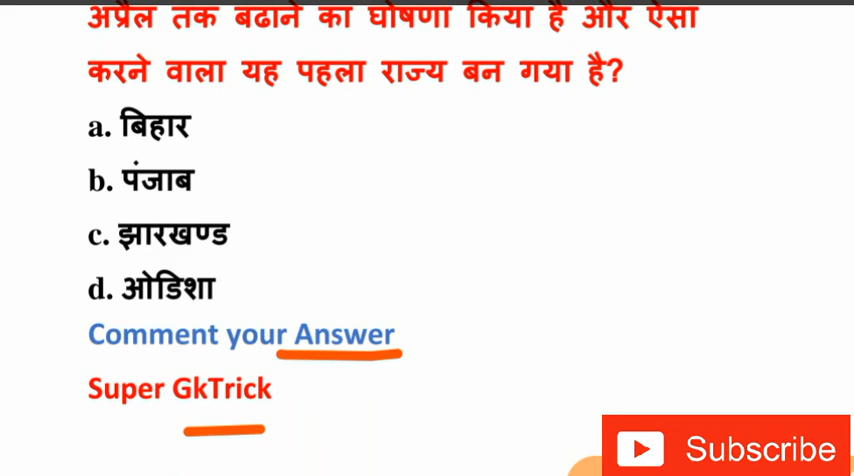 अप्रैल तक बढाने का घोषणा किया है और ऐसा
करने वाला यह पहला राज्य बन गया है?
a. बिहार
b. पंजाब
c. झारखण्ड
d. ओडिशा
Comment your Answer
Super GkTrick
Subscribe